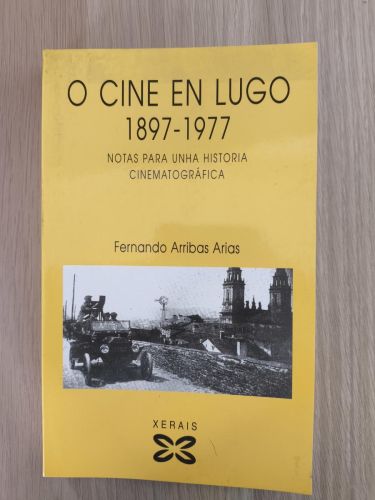 O CINE EN LUGO
1897-1977
NOTAS PARA UNHA HISTORIA
CINEMATOGRÁFICA
Fernando Arribas Arias
XERAIS